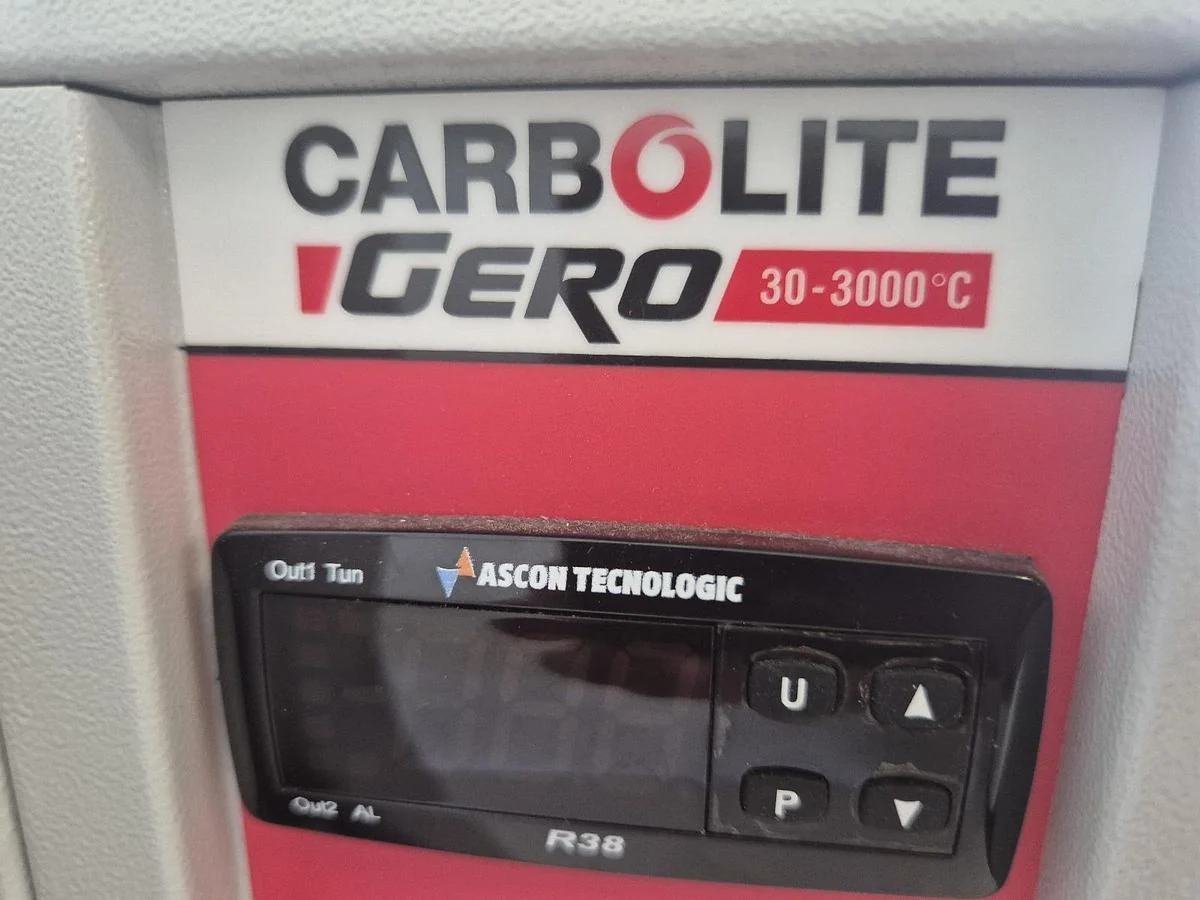 CARBOLITE
GERO 30-3000°C
Out1 Tun
ASCON TECNOLOGIC
U
P
Out2 AL
R38